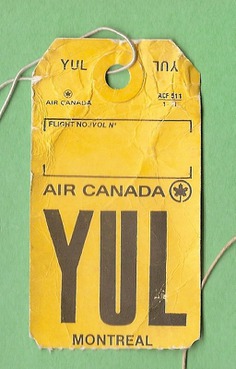 YUL YUL
AIR CANADA ACF 511
FLIGHT NO./VOL Nº
AIR CANADA
YUL
MONTREAL